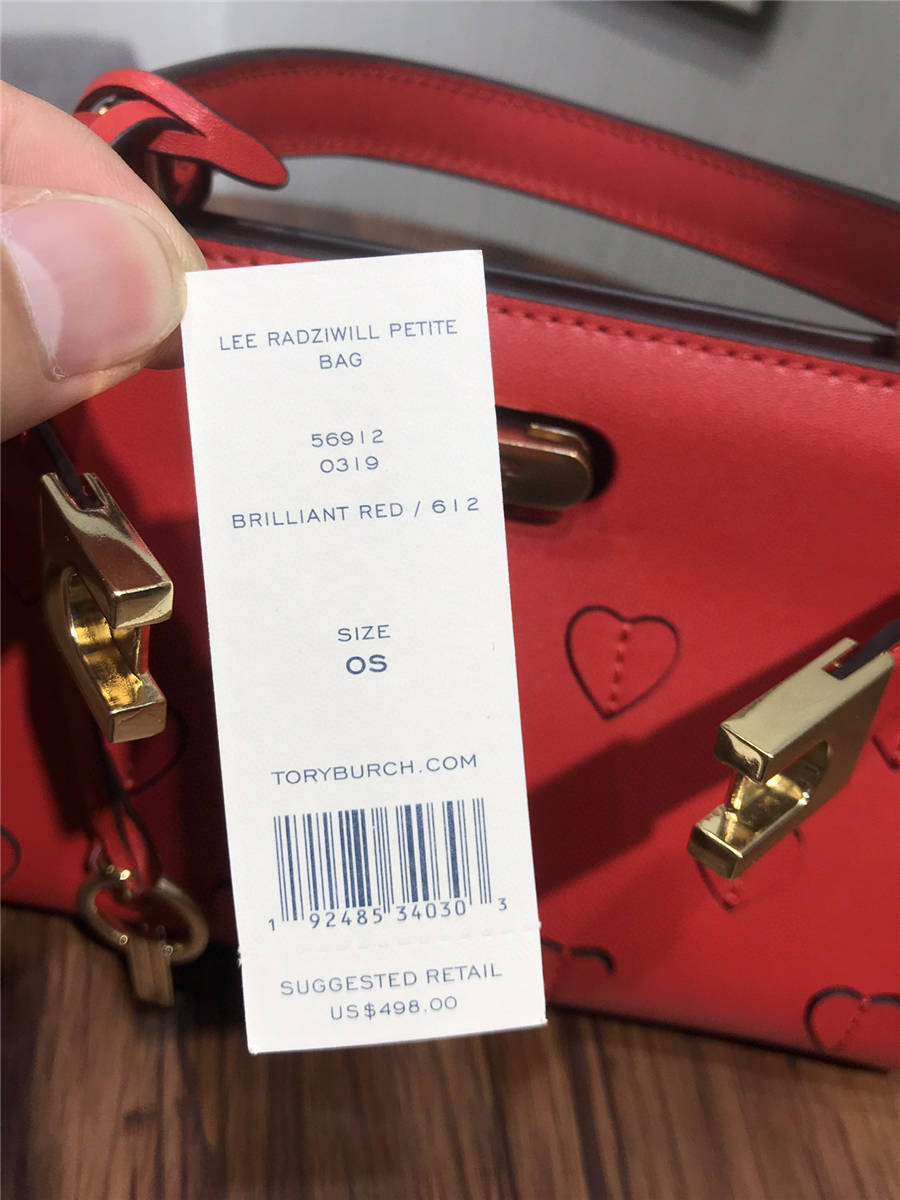 LEE RADZIWILL PETITE
BAG
56912
0319
BRILLIANT RED / 612
SIZE
OS
TORYBURCH.COM
1 92485 34030 3
SUGGESTED RETAIL
US$498.00